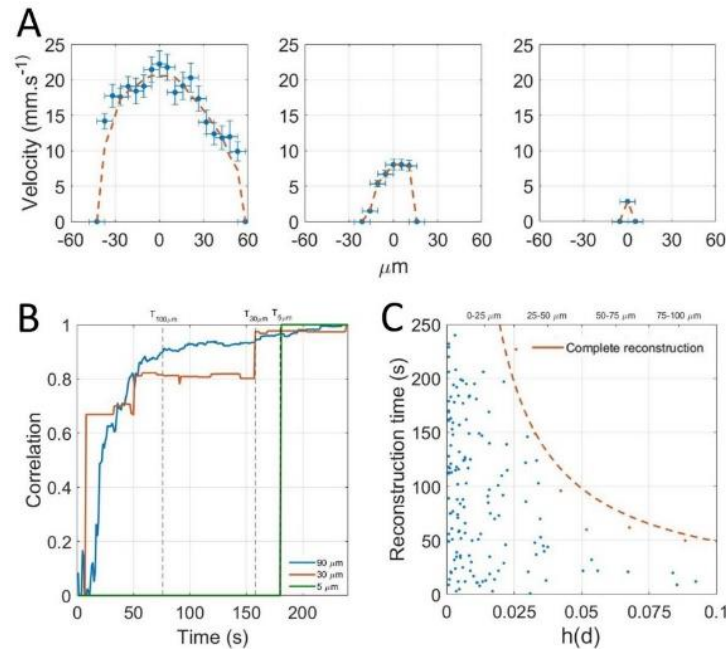 A
Velocity (mm.s-1)
25
20
15
10
5
0
-60 -30 0 30 60
25
20
15
10
5
0
-60 -30 0 30 60
25
20
15
10
5
0
-60 -30 0 30 60
μm
B
T100μm T30μm T5μm
Correlation
1
0.8
0.6
0.4
0.2
0
0 50 100 150 200
Time (s)
90 μm
30 μm
5 μm
C
0-25 μm 25-50 μm 50-75 μm 75-100 μm
Complete reconstruction
Reconstruction time (s)
250
200
150
100
50
0
0 0.025 0.05 0.075 0.1
h(d)